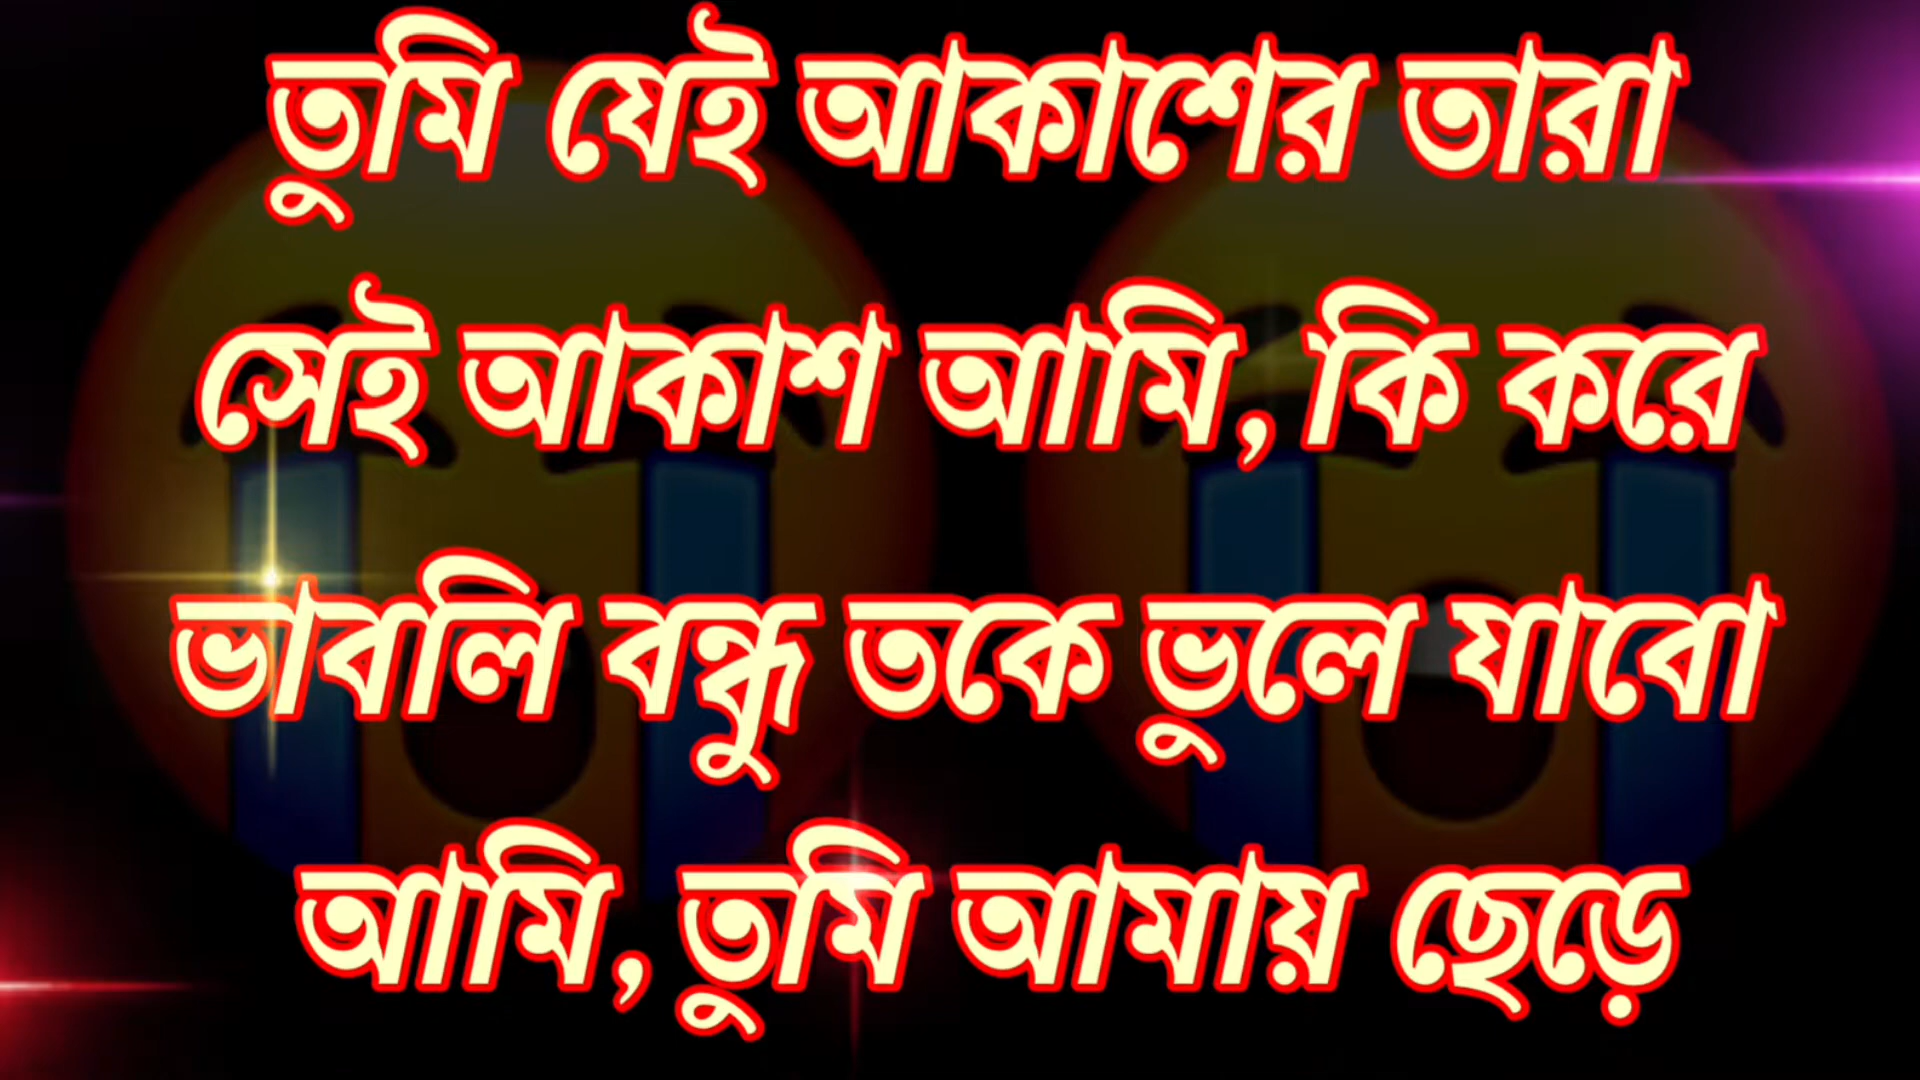 তুমি যেই আকাশের তারা
সেই আকাশ আমি, কি করে
ভাবলি বন্ধু তকে ভুলে যাবো
আমি, তুমি আমায় ছেড়ে